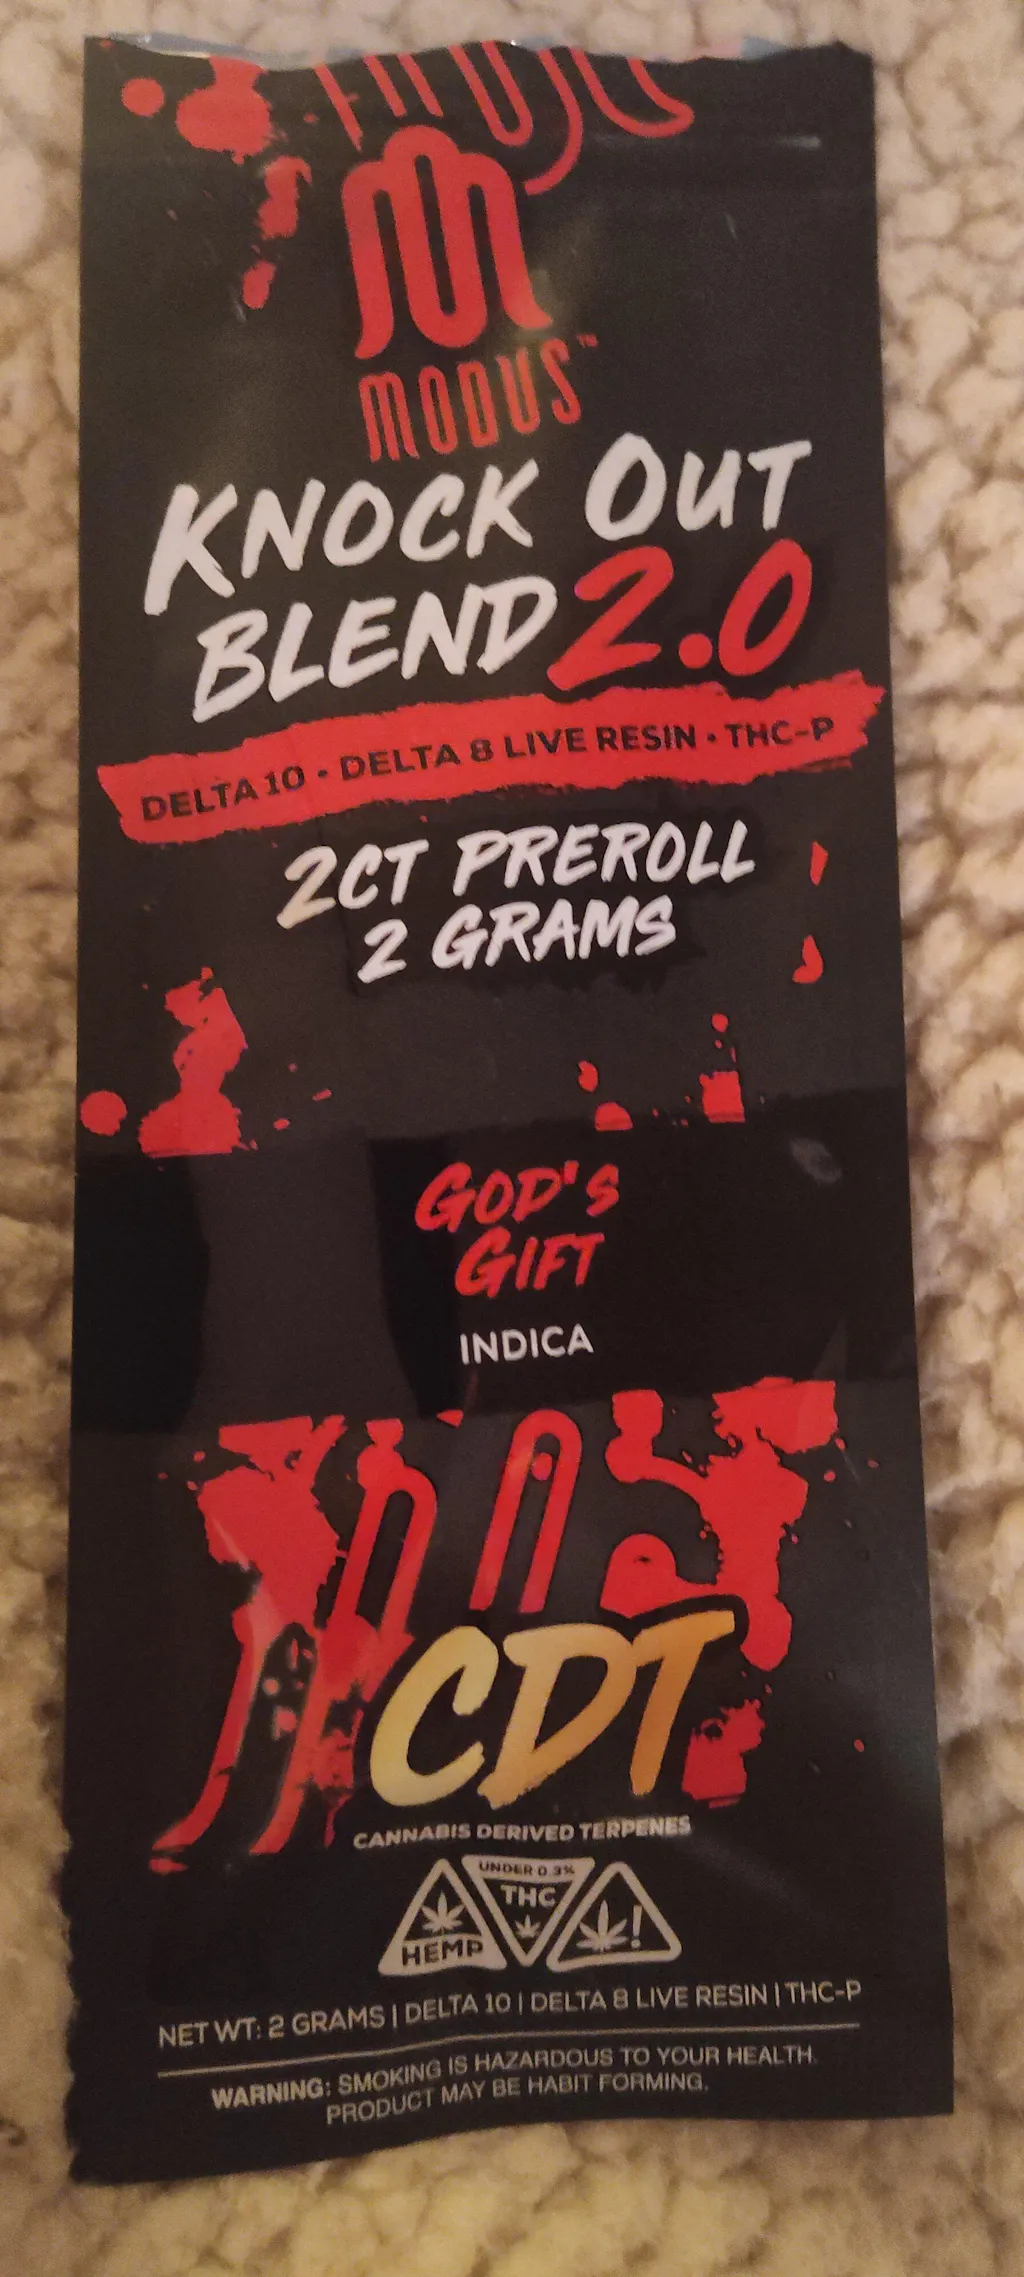 MODUS™
KNOCK OUT
BLEND 2.0
DELTA 10 • DELTA 8 LIVE RESIN • THC-P
2CT PREROLL
2 GRAMS
GOD'S
GIFT
INDICA
CDT
CANNABIS DERIVED TERPENES
UNDER 0.3%
THC
HEMP
!
NET WT: 2 GRAMS | DELTA 10 | DELTA 8 LIVE RESIN | THC-P
WARNING: SMOKING IS HAZARDOUS TO YOUR HEALTH.
PRODUCT MAY BE HABIT FORMING.